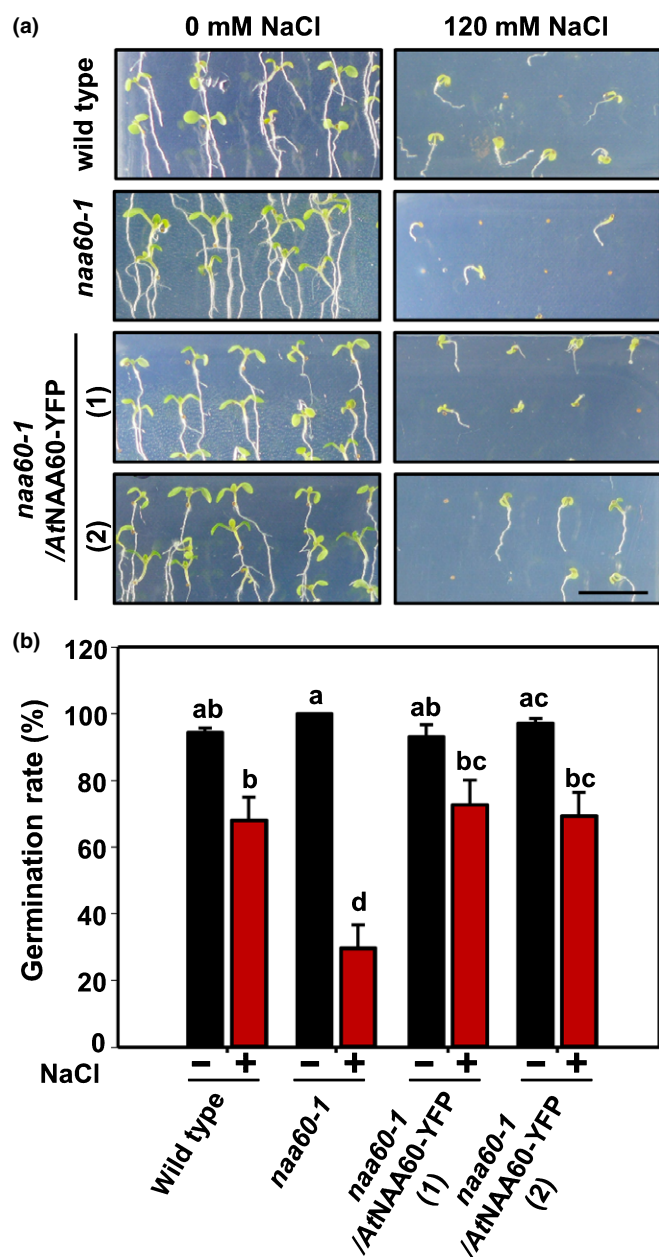 (a)
0 mM NaCl
120 mM NaCl
wild type
naa60-1
naa60-1
/AtNAA60-YFP
(1)
(2)
(b)
Germination rate (%)
120
100
80
60
40
20
0
ab
b
a
d
ab
bc
ac
bc
NaCl
− + − + − + − +
Wild type
naa60-1
naa60-1
/AtNAA60-YFP
(1)
naa60-1
/AtNAA60-YFP
(2)